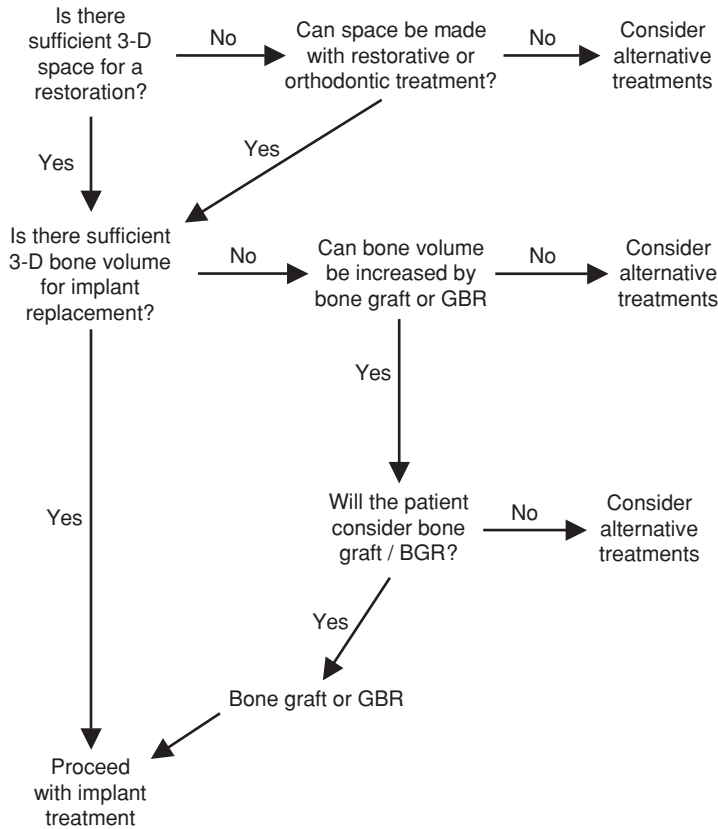 Is there
sufficient 3-D
space for a
restoration?
No
Can space be made
with restorative or
orthodontic treatment?
No
Consider
alternative
treatments
Yes
Yes
Is there sufficient
3-D bone volume
for implant
replacement?
No
Can bone volume
be increased by
bone graft or GBR
No
Consider
alternative
treatments
Yes
Yes
Will the patient
consider bone
graft / BGR?
No
Consider
alternative
treatments
Yes
Bone graft or GBR
Proceed
with implant
treatment